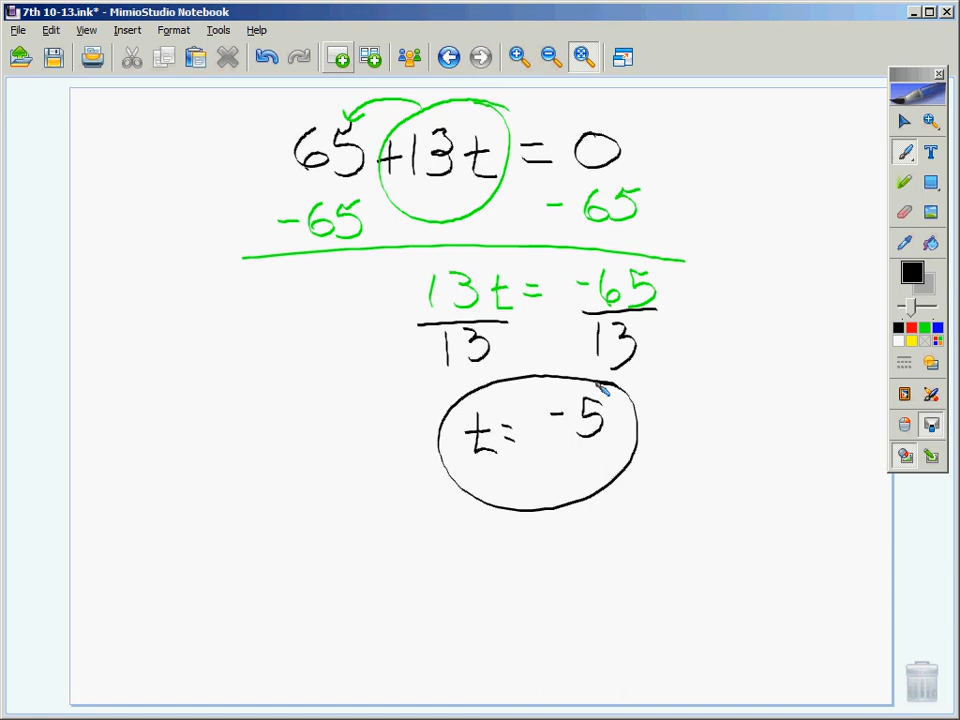 7th 10-13.ink* - MimioStudio Notebook
File Edit View Insert Format Tools Help
65 +13t = 0
-65 - 65
13t = -65
13 13
t = -5
T